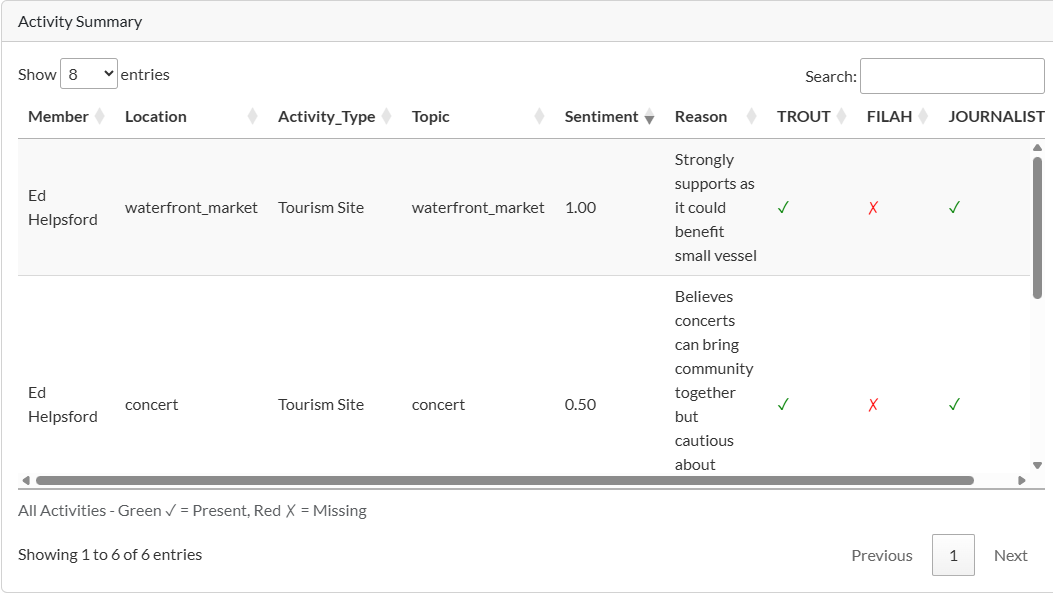 Activity Summary
Show 8 entries
Search:
Member Location Activity_Type Topic Sentiment Reason TROUT FILAH JOURNALIST
Ed Helpsford waterfront_market Tourism Site waterfront_market 1.00 Strongly supports as it could benefit small vessel ✓ ✗ ✓
Ed Helpsford concert Tourism Site concert 0.50 Believes concerts can bring community together but cautious about ✓ ✗ ✓
All Activities - Green ✓ = Present, Red ✗ = Missing
Showing 1 to 6 of 6 entries
Previous 1 Next